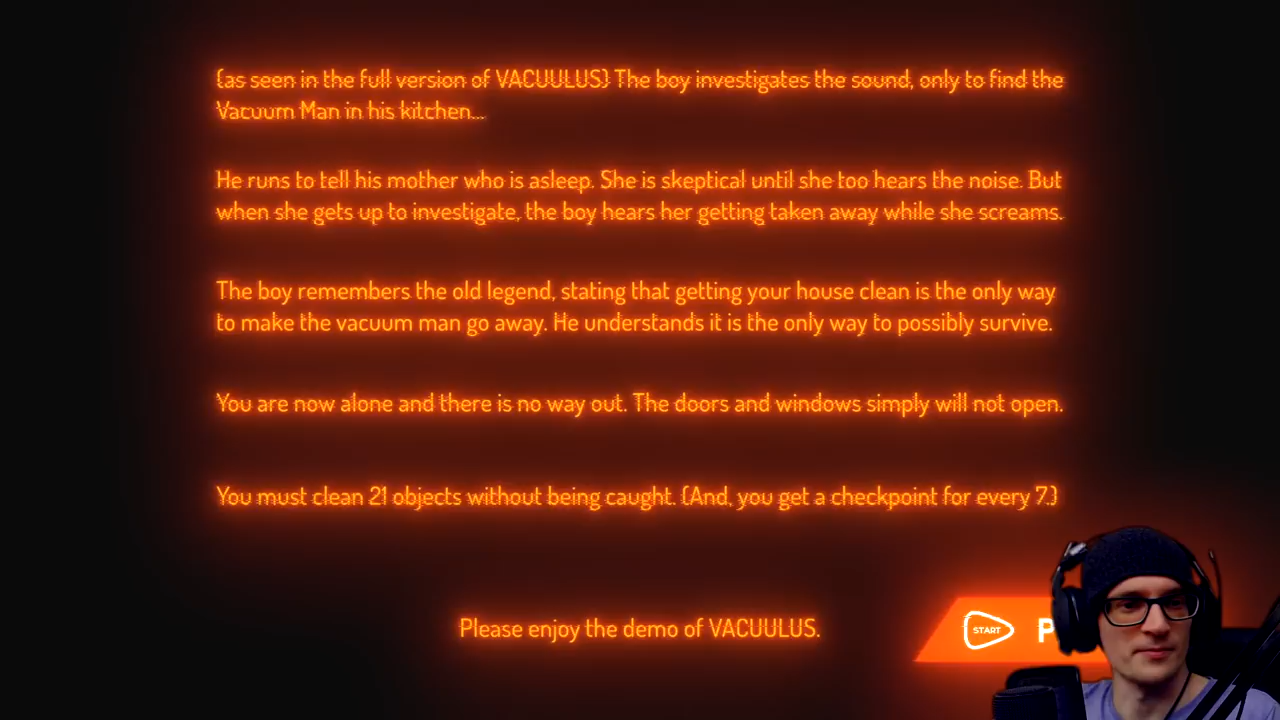 (as seen in the full version of VACUULUS) The boy investigates the sound, only to find the
Vacuum Man in his kitchen...
He runs to tell his mother who is asleep. She is skeptical until she too hears the noise. But
when she gets up to investigate, the boy hears her getting taken away while she screams.
The boy remembers the old legend, stating that getting your house clean is the only way
to make the vacuum man go away. He understands it is the only way to possibly survive.
You are now alone and there is no way out. The doors and windows simply will not open.
You must clean 21 objects without being caught. (And, you get a checkpoint for every 7.)
Please enjoy the demo of VACUULUS.
START